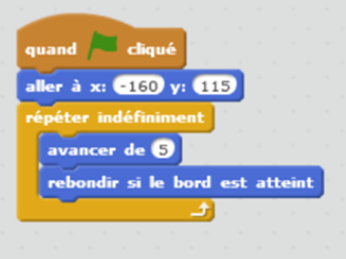 quand cliqué
aller à x: -160 y: 115
répéter indéfiniment
avancer de 5
rebondir si le bord est atteint